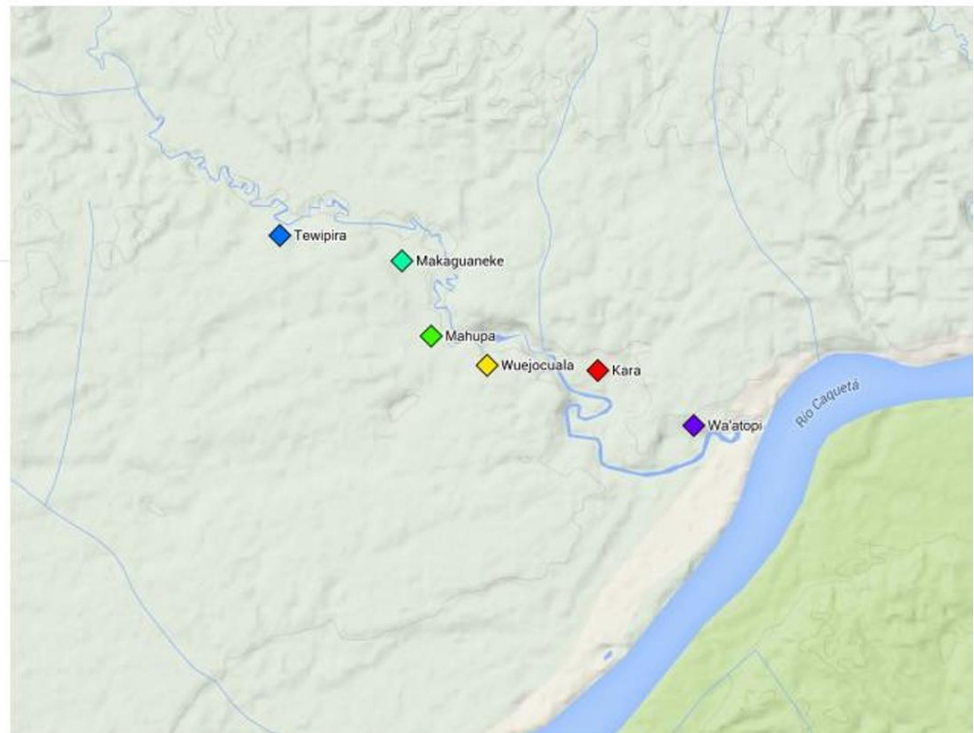 Tewipira
Makaguaneke
Mahupa
Wuejocuala
Kara
Río Caquetá
Wa'atopi